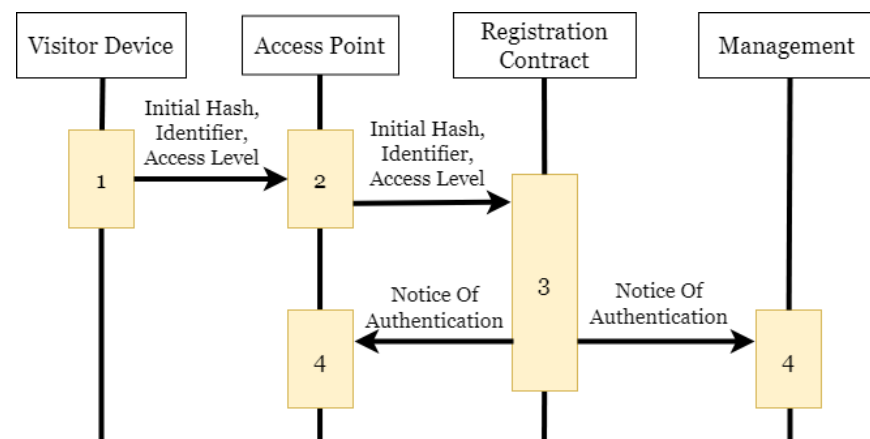 Visitor Device
Access Point
Registration
Contract
Management
Initial Hash,
Identifier,
Access Level
Initial Hash,
Identifier,
Access Level
1
2
3
Notice Of
Authentication
Notice Of
Authentication
4
4